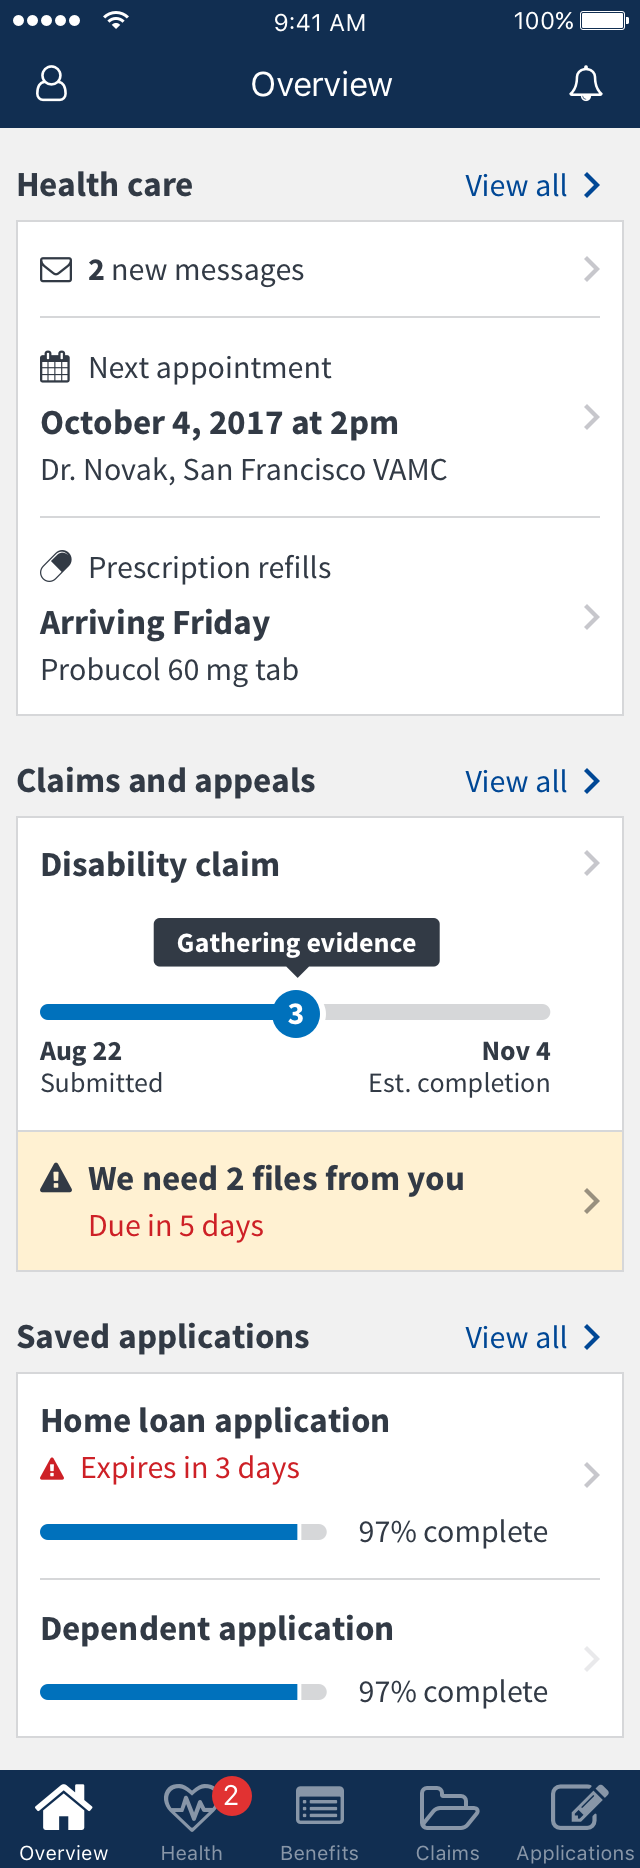 9:41 AM 100%
Overview
Health care View all
2 new messages
Next appointment
October 4, 2017 at 2pm
Dr. Novak, San Francisco VAMC
Prescription refills
Arriving Friday
Probucol 60 mg tab
Claims and appeals View all
Disability claim
Gathering evidence
3
Aug 22 Nov 4
Submitted Est. completion
We need 2 files from you
Due in 5 days
Saved applications View all
Home loan application
Expires in 3 days
97% complete
Dependent application
97% complete
2
Overview Health Benefits Claims Applications